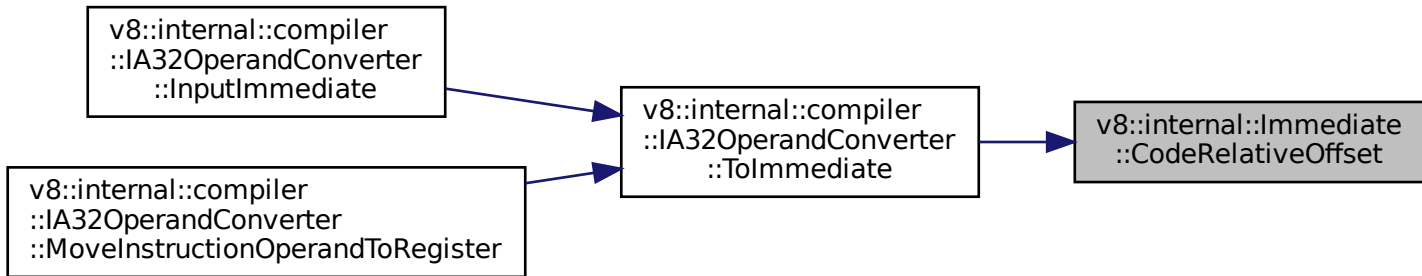 v8::internal::compiler
::IA32OperandConverter
::InputImmediate
v8::internal::compiler
::IA32OperandConverter
::MoveInstructionOperandToRegister
v8::internal::compiler
::IA32OperandConverter
::ToImmediate
v8::internal::Immediate
::CodeRelativeOffset